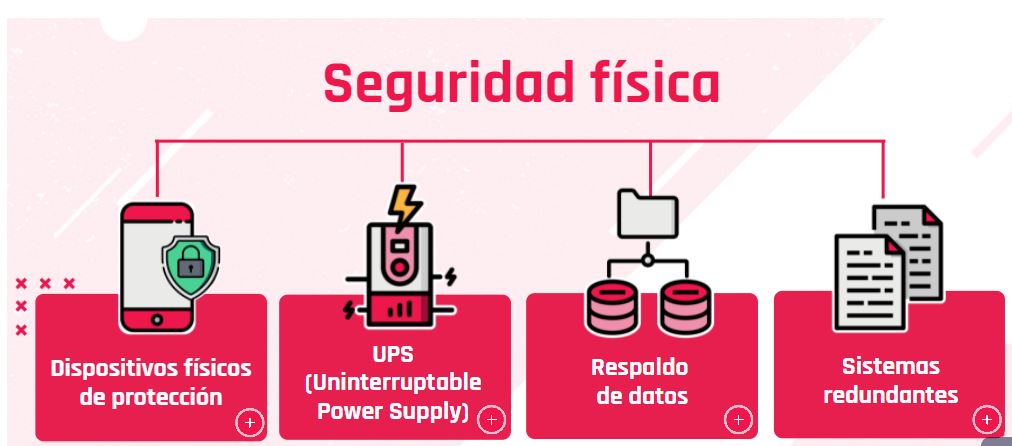 Seguridad física
Dispositivos físicos
de protección
UPS
(Uninterruptable
Power Supply)
Respaldo
de datos
Sistemas
redundantes